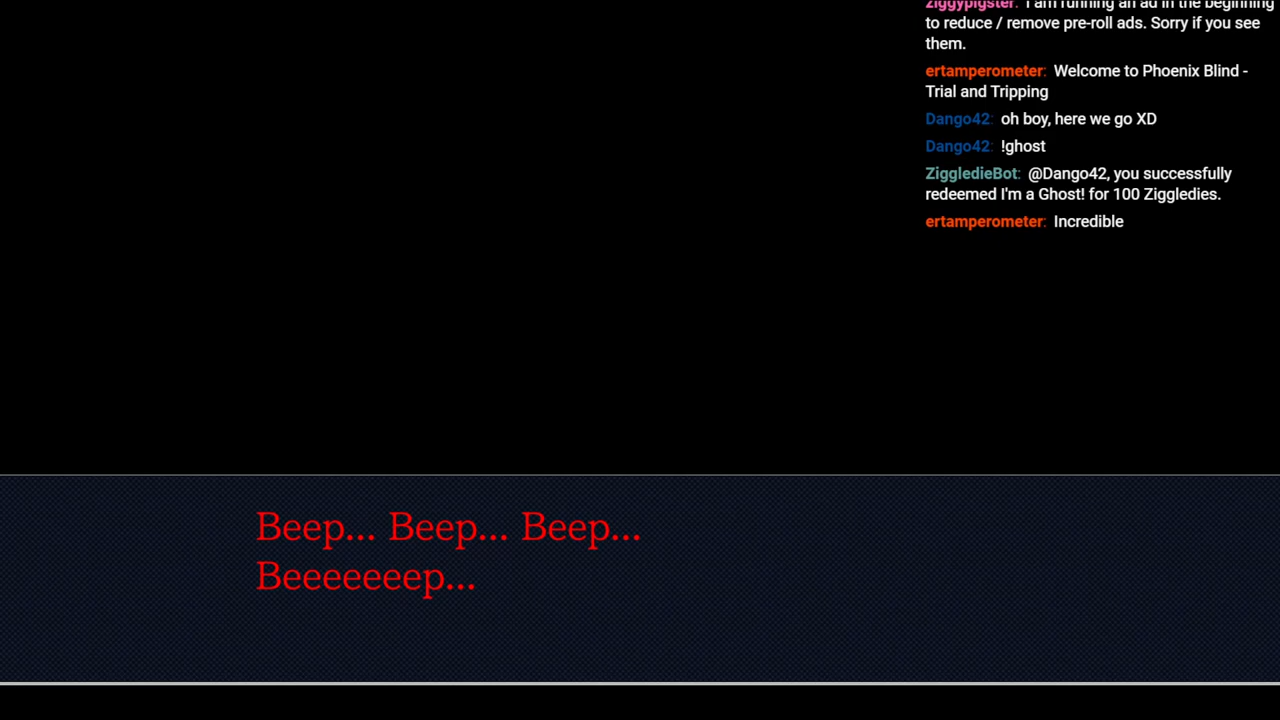 ziggypigster: I am running an ad in the beginning
to reduce / remove pre-roll ads. Sorry if you see
them.
ertamperometer: Welcome to Phoenix Blind -
Trial and Tripping
Dango42: oh boy, here we go XD
Dango42: !ghost
ZiggledieBot: @Dango42, you successfully
redeemed I'm a Ghost! for 100 Ziggledies.
ertamperometer: Incredible
Beep... Beep... Beep...
Beeeeeeep...